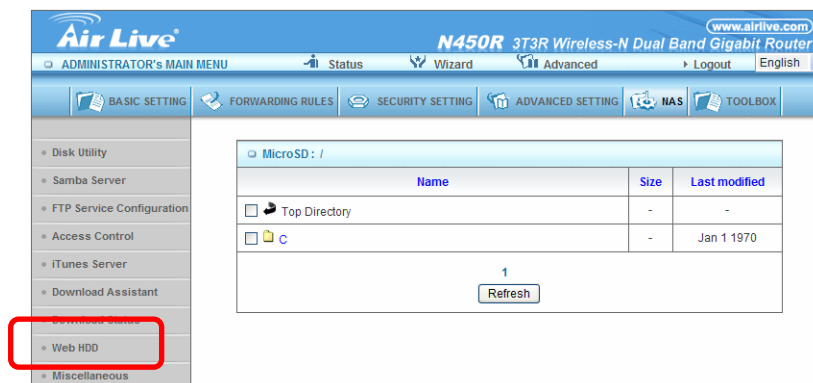 Air Live®
www.airlive.com
N450R 3T3R Wireless-N Dual Band Gigabit Router
ADMINISTRATOR's MAIN MENU Status Wizard Advanced Logout English
BASIC SETTING FORWARDING RULES SECURITY SETTING ADVANCED SETTING NAS TOOLBOX
Disk Utility
Samba Server
FTP Service Configuration
Access Control
iTunes Server
Download Assistant
Download Status
Web HDD
Miscellaneous
MicroSD : /
Name Size Last modified
Top Directory - -
C - Jan 1 1970
1
Refresh